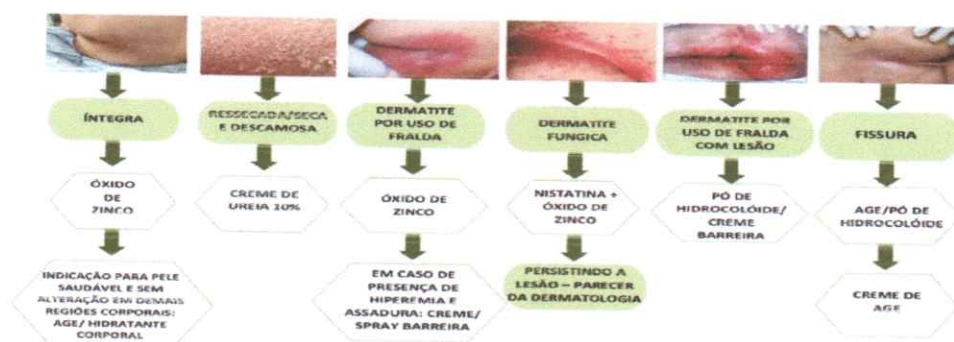 ÍNTEGRA
ÓXIDO
DE
ZINCO
INDICAÇÃO PARA PELE
SAUDÁVEL E SEM
ALTERAÇÃO EM DEMAIS
REGIÕES CORPORAIS:
AGE/ HIDRATANTE
CORPORAL
RESSECADA/SECA
E DESCAMOSA
CREME DE
UREIA 10%
DERMATITE
POR USO DE
FRALDA
ÓXIDO DE
ZINCO
EM CASO DE
PRESENÇA DE
HIPEREMIA E
ASSADURA: CREME/
SPRAY BARREIRA
DERMATITE
FUNGICA
NISTATINA +
ÓXIDO DE
ZINCO
PERSISTINDO A
LESÃO – PARECER
DA DERMATOLOGIA
DERMATITE POR
USO DE FRALDA
COM LESÃO
PÓ DE
HIDROCOLÓIDE/
CREME
BARREIRA
FISSURA
AGE/PÓ DE
HIDROCOLÓIDE
CREME DE
AGE